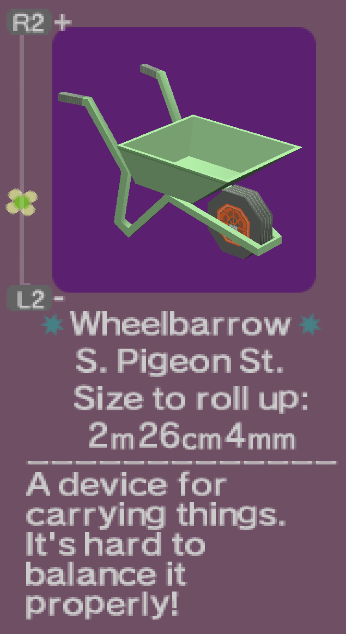 R2 +
L2 -
Wheelbarrow
S. Pigeon St.
Size to roll up:
2m26cm4mm
A device for
carrying things.
It's hard to
balance it
properly!